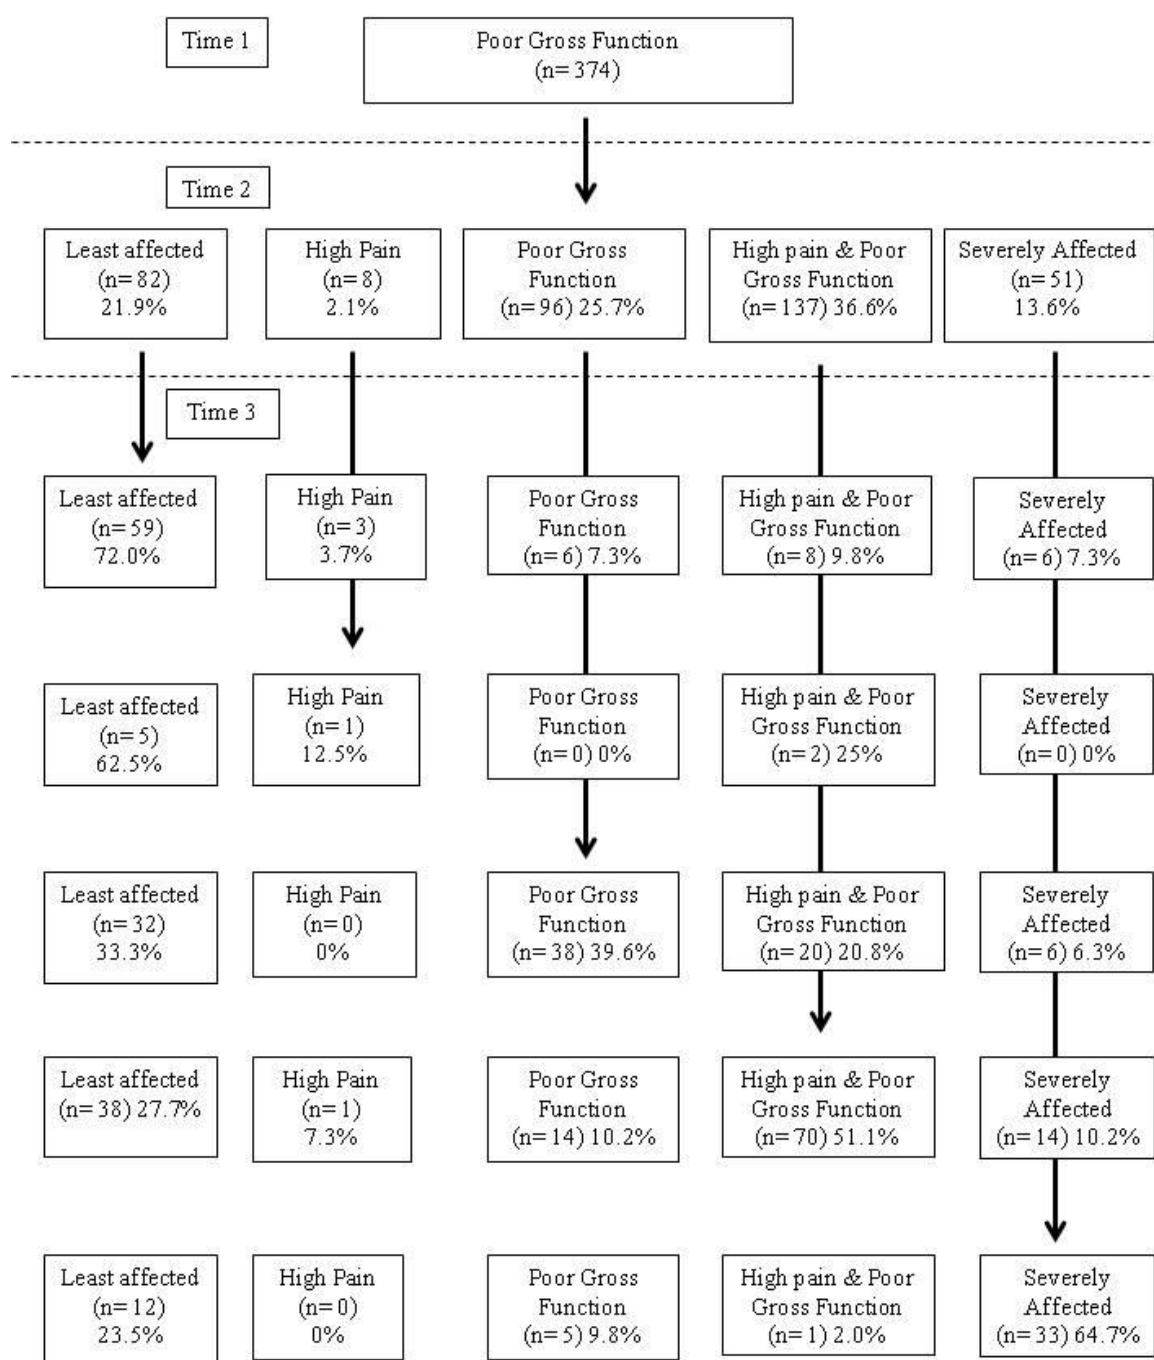 Time 1
Poor Gross Function
(n=374)
Time 2
Least affected
(n=82)
21.9%
High Pain
(n=8)
2.1%
Poor Gross
Function
(n=96) 25.7%
High pain & Poor
Gross Function
(n=137) 36.6%
Severely Affected
(n=51)
13.6%
Time 3
Least affected
(n=59)
72.0%
High Pain
(n=3)
3.7%
Poor Gross
Function
(n=6) 7.3%
High pain & Poor
Gross Function
(n=8) 9.8%
Severely
Affected
(n=6) 7.3%
Least affected
(n=5)
62.5%
High Pain
(n=1)
12.5%
Poor Gross
Function
(n=0) 0%
High pain & Poor
Gross Function
(n=2) 25%
Severely
Affected
(n=0) 0%
Least affected
(n=32)
33.3%
High Pain
(n=0)
0%
Poor Gross
Function
(n=38) 39.6%
High pain & Poor
Gross Function
(n=20) 20.8%
Severely
Affected
(n=6) 6.3%
Least affected
(n=38) 27.7%
High Pain
(n=1)
7.3%
Poor Gross
Function
(n=14) 10.2%
High pain & Poor
Gross Function
(n=70) 51.1%
Severely
Affected
(n=14) 10.2%
Least affected
(n=12)
23.5%
High Pain
(n=0)
0%
Poor Gross
Function
(n=5) 9.8%
High pain & Poor
Gross Function
(n=1) 2.0%
Severely
Affected
(n=33) 64.7%